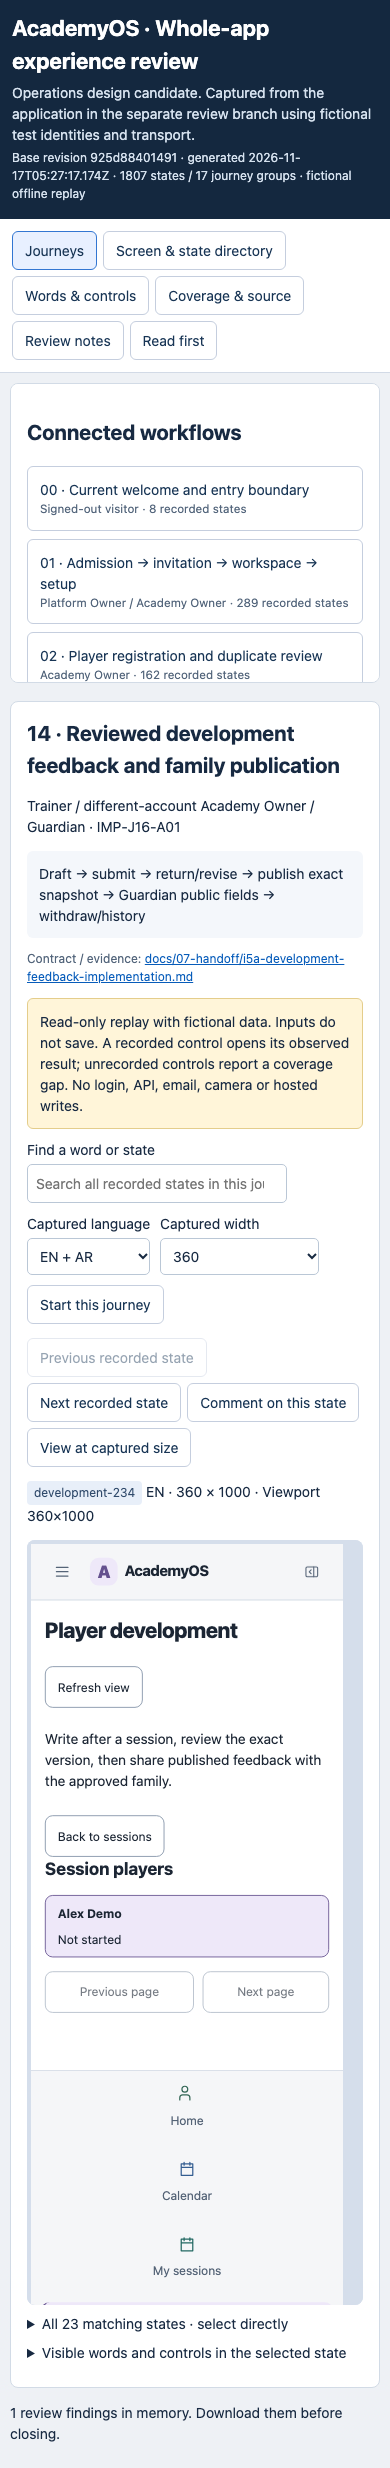 AcademyOS · Whole-app
experience review
Operations design candidate. Captured from the
application in the separate review branch using fictional
test identities and transport.
Base revision 925d88401491 · generated 2026-11-
17T05:27:17.174Z · 1807 states / 17 journey groups · fictional
offline replay
Journeys
Screen & state directory
Words & controls
Coverage & source
Review notes
Read first
Connected workflows
00 · Current welcome and entry boundary
Signed-out visitor · 8 recorded states
01 · Admission → invitation → workspace →
setup
Platform Owner / Academy Owner · 289 recorded states
02 · Player registration and duplicate review
Academy Owner · 162 recorded states
14 · Reviewed development
feedback and family publication
Trainer / different-account Academy Owner /
Guardian · IMP-J16-A01
Draft → submit → return/revise → publish exact
snapshot → Guardian public fields →
withdraw/history
Contract / evidence: docs/07-handoff/i5a-development-
feedback-implementation.md
Read-only replay with fictional data. Inputs do
not save. A recorded control opens its observed
result; unrecorded controls report a coverage
gap. No login, API, email, camera or hosted
writes.
Find a word or state
Search all recorded states in this jou
Captured language
Captured width
EN + AR
360
Start this journey
Previous recorded state
Next recorded state
Comment on this state
View at captured size
development-234 EN · 360 × 1000 · Viewport
360×1000
A AcademyOS
Player development
Refresh view
Write after a session, review the exact
version, then share published feedback with
the approved family.
Back to sessions
Session players
Alex Demo
Not started
Previous page
Next page
Home
Calendar
My sessions
All 23 matching states · select directly
Visible words and controls in the selected state
1 review findings in memory. Download them before
closing.